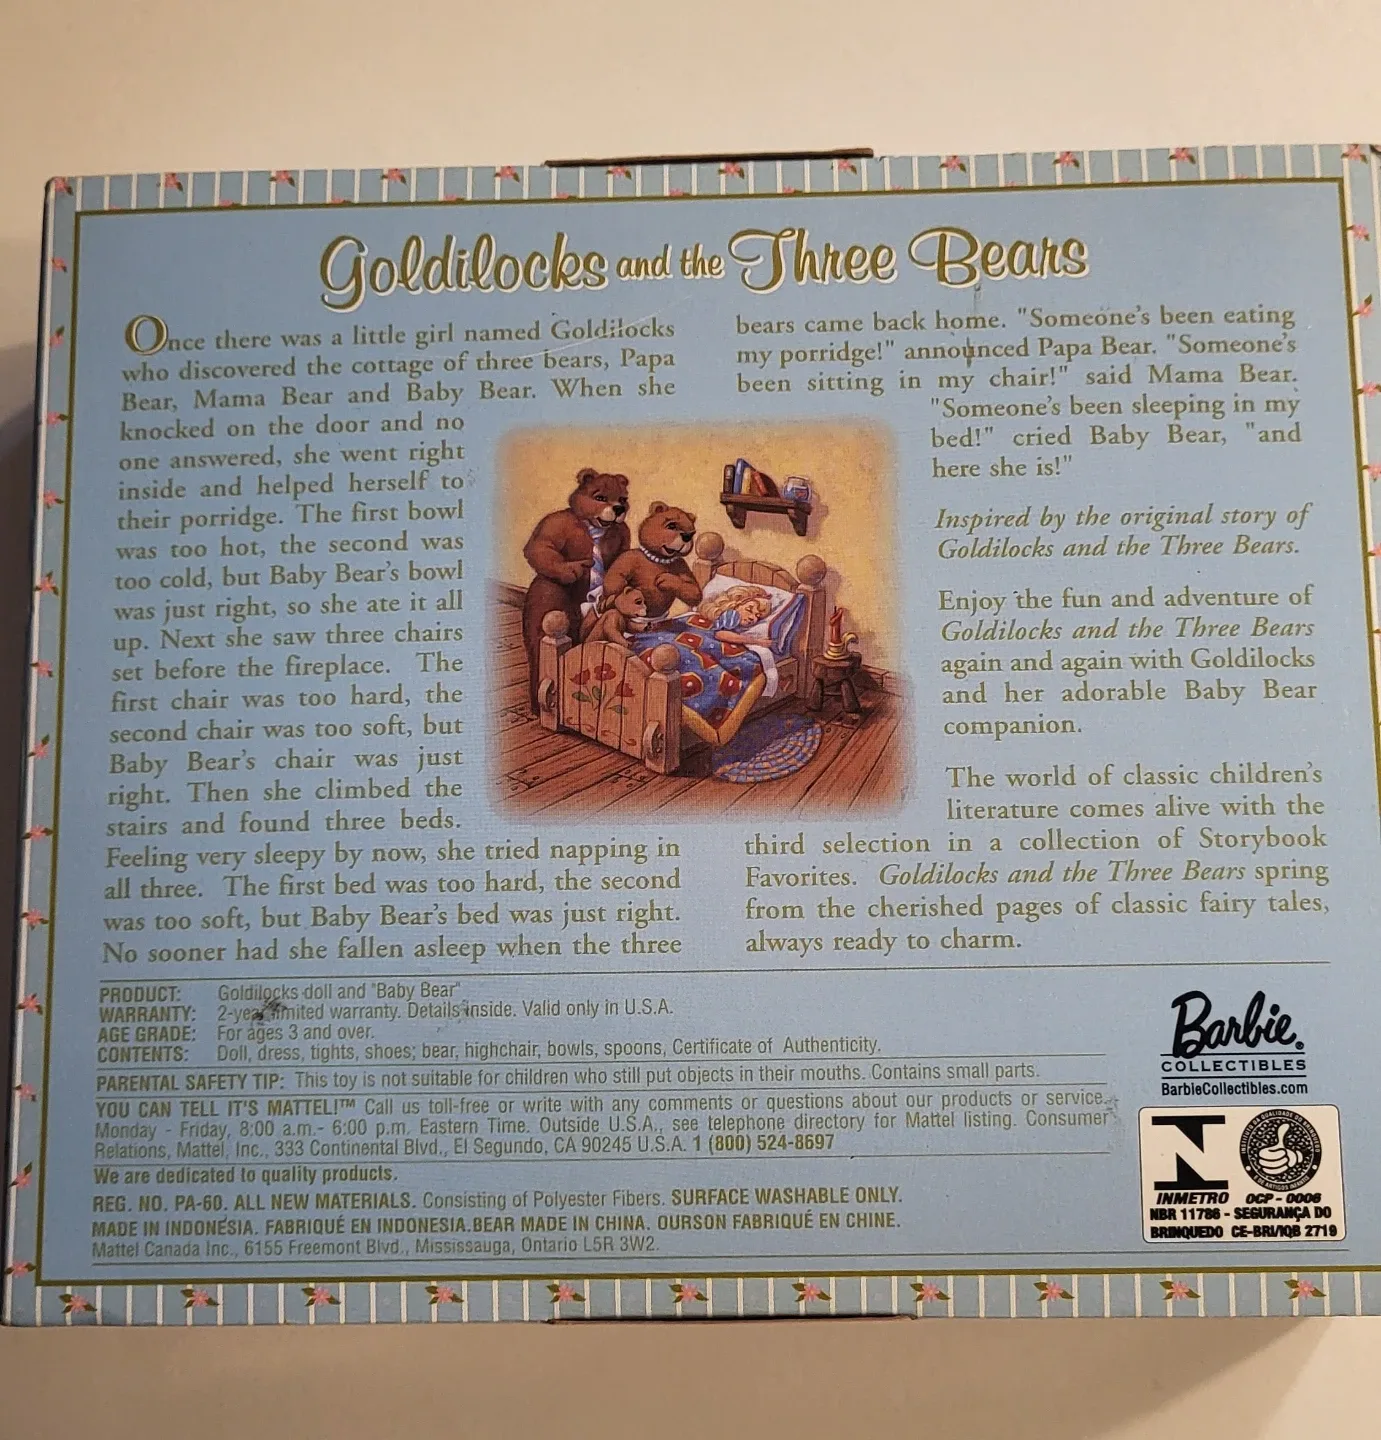 Goldilocks and the Three Bears
Once there was a little girl named Goldilocks
who discovered the cottage of three bears, Papa
Bear, Mama Bear and Baby Bear. When she
knocked on the door and no
one answered, she went right
inside and helped herself to
their porridge. The first bowl
was too hot, the second was
too cold, but Baby Bear's bowl
was just right, so she ate it all
up. Next she saw three chairs
set before the fireplace. The
first chair was too hard, the
second chair was too soft, but
Baby Bear's chair was just
right. Then she climbed the
stairs and found three beds.
Feeling very sleepy by now, she tried napping in
all three. The first bed was too hard, the second
was too soft, but Baby Bear's bed was just right.
No sooner had she fallen asleep when the three
bears came back home. "Someone's been eating
my porridge!" announced Papa Bear. "Someone's
been sitting in my chair!" said Mama Bear.
"Someone's been sleeping in my
bed!" cried Baby Bear, "and
here she is!"
Inspired by the original story of
Goldilocks and the Three Bears.
Enjoy the fun and adventure of
Goldilocks and the Three Bears
again and again with Goldilocks
and her adorable Baby Bear
companion.
The world of classic children's
literature comes alive with the
third selection in a collection of Storybook
Favorites. Goldilocks and the Three Bears spring
from the cherished pages of classic fairy tales,
always ready to charm.
PRODUCT: Goldilocks doll and "Baby Bear"
WARRANTY: 2-year limited warranty. Details inside. Valid only in U.S.A.
AGE GRADE: For ages 3 and over.
CONTENTS: Doll, dress, tights, shoes; bear, highchair, bowls, spoons, Certificate of Authenticity.
PARENTAL SAFETY TIP: This toy is not suitable for children who still put objects in their mouths. Contains small parts.
YOU CAN TELL IT'S MATTEL!™ Call us toll-free or write with any comments or questions about our products or service.
Monday - Friday, 8:00 a.m.- 6:00 p.m. Eastern Time. Outside U.S.A., see telephone directory for Mattel listing. Consumer
Relations, Mattel, Inc., 333 Continental Blvd., El Segundo, CA 90245 U.S.A. 1 (800) 524-8697
We are dedicated to quality products.
REG. NO. PA-60. ALL NEW MATERIALS. Consisting of Polyester Fibers. SURFACE WASHABLE ONLY.
MADE IN INDONESIA. FABRIQUÉ EN INDONESIA.BEAR MADE IN CHINA. OURSON FABRIQUÉ EN CHINE.
Mattel Canada Inc., 6155 Freemont Blvd., Mississauga, Ontario L5R 3W2.
Barbie®
COLLECTIBLES
BarbieCollectibles.com
INMETRO OCP - 0006
NBR 11786 - SEGURANÇA DO
BRINQUEDO CE-BRI/IQB 2719